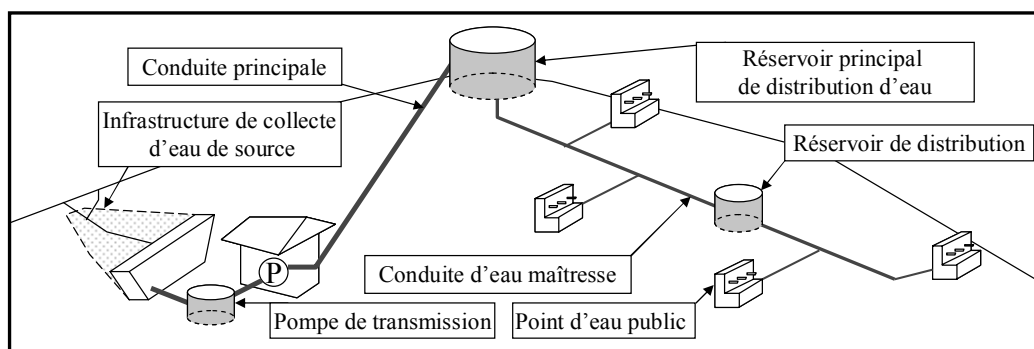 Conduite principale
Réservoir principal
de distribution d'eau
Infrastructure de collecte
d'eau de source
Réservoir de distribution
P
Conduite d'eau maîtresse
Pompe de transmission
Point d'eau public